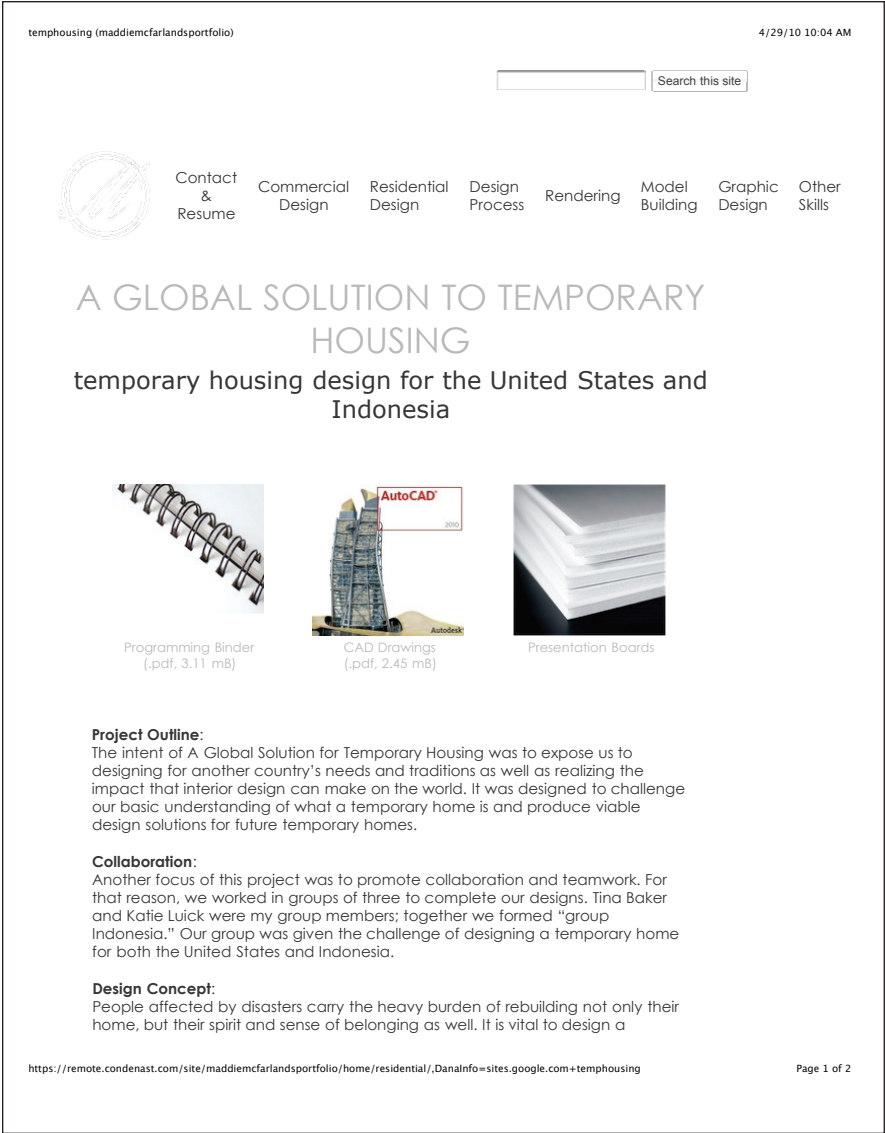 temphousing (maddiemcfarlandsportfolio)
4/29/10 10:04 AM
Search this site
Contact
&
Resume
Commercial
Design
Residential
Design
Design
Process
Rendering
Model
Building
Graphic
Design
Other
Skills
A GLOBAL SOLUTION TO TEMPORARY
HOUSING
temporary housing design for the United States and
Indonesia
AutoCAD®
2010
Autodesk®
Programming Binder
(.pdf, 3.11 mB)
CAD Drawings
(.pdf, 2.45 mB)
Presentation Boards
Project Outline:
The intent of A Global Solution for Temporary Housing was to expose us to
designing for another country’s needs and traditions as well as realizing the
impact that interior design can make on the world. It was designed to challenge
our basic understanding of what a temporary home is and produce viable
design solutions for future temporary homes.
Collaboration:
Another focus of this project was to promote collaboration and teamwork. For
that reason, we worked in groups of three to complete our designs. Tina Baker
and Katie Luick were my group members; together we formed “group
Indonesia.” Our group was given the challenge of designing a temporary home
for both the United States and Indonesia.
Design Concept:
People affected by disasters carry the heavy burden of rebuilding not only their
home, but their spirit and sense of belonging as well. It is vital to design a
https://remote.condenast.com/site/maddiemcfarlandsportfolio/home/residential/,DanaInfo=sites.google.com+temphousing
Page 1 of 2